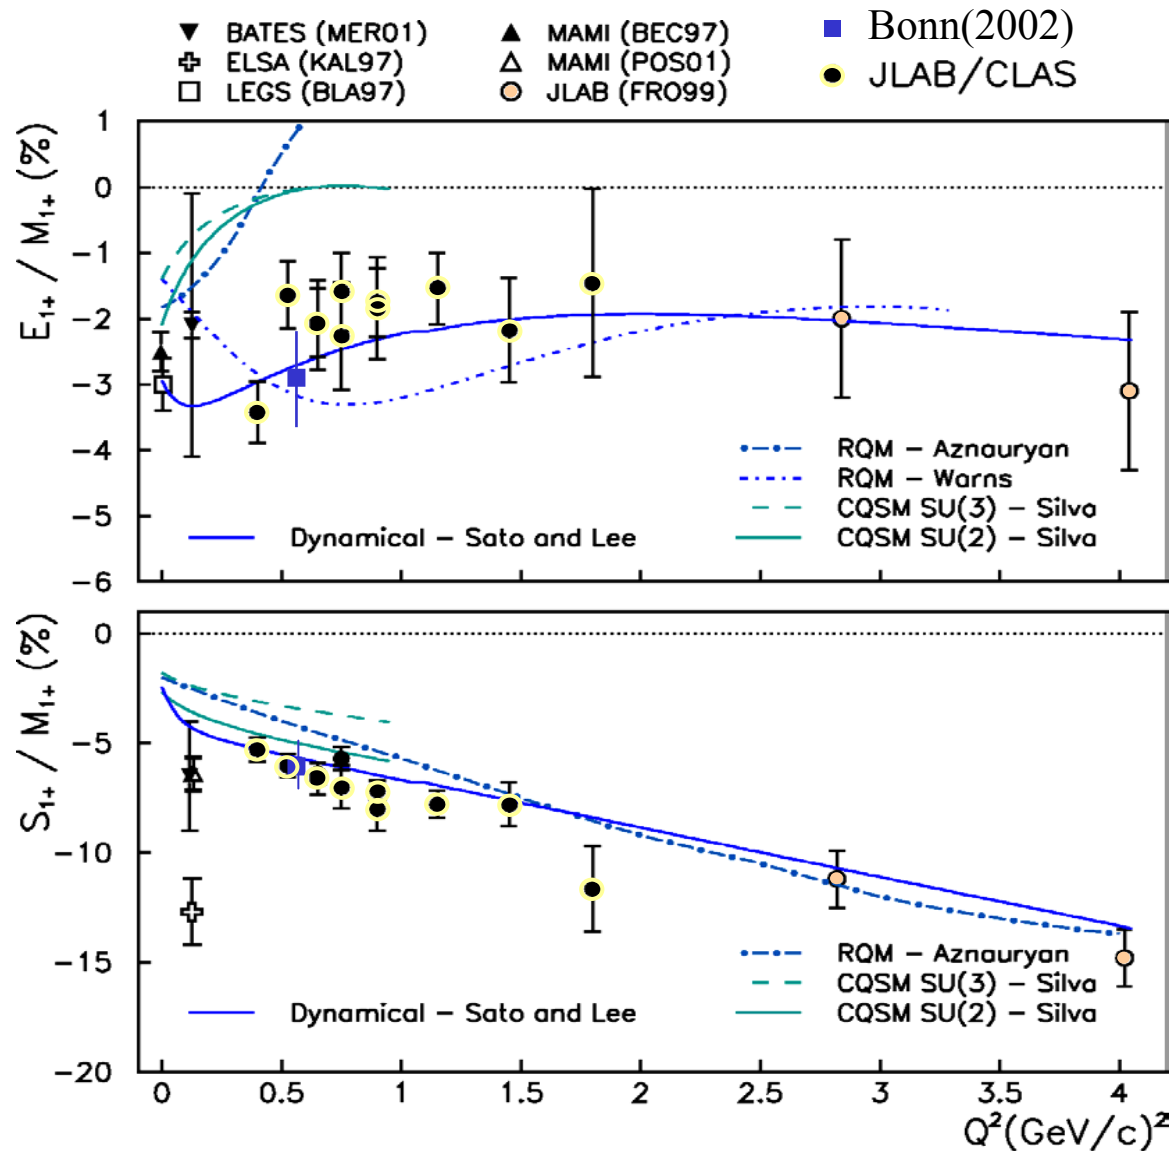 BATES (MER01)
MAMI (BEC97)
Bonn(2002)
ELSA (KAL97)
MAMI (POS01)
JLAB/CLAS
LEGS (BLA97)
JLAB (FRO99)
E₁₊ / M₁₊ (%)
1
0
−1
−2
−3
−4
−5
−6
RQM − Aznauryan
RQM − Warns
CQSM SU(3) − Silva
Dynamical − Sato and Lee
CQSM SU(2) − Silva
S₁₊ / M₁₊ (%)
0
−5
−10
−15
−20
RQM − Aznauryan
CQSM SU(3) − Silva
Dynamical − Sato and Lee
CQSM SU(2) − Silva
0 0.5 1 1.5 2 2.5 3 3.5 4
Q²(GeV/c)²